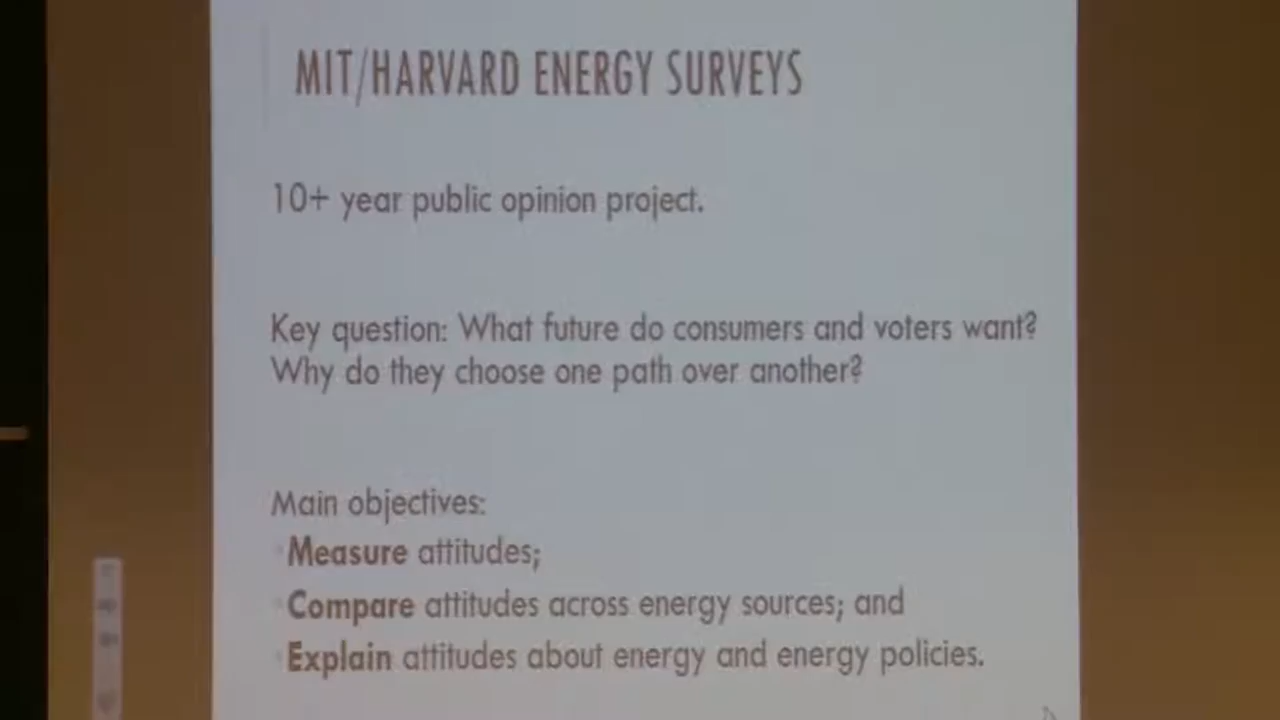 MIT/HARVARD ENERGY SURVEYS
10+ year public opinion project.
Key question: What future do consumers and voters want?
Why do they choose one path over another?
Main objectives:
Measure attitudes;
Compare attitudes across energy sources; and
Explain attitudes about energy and energy policies.